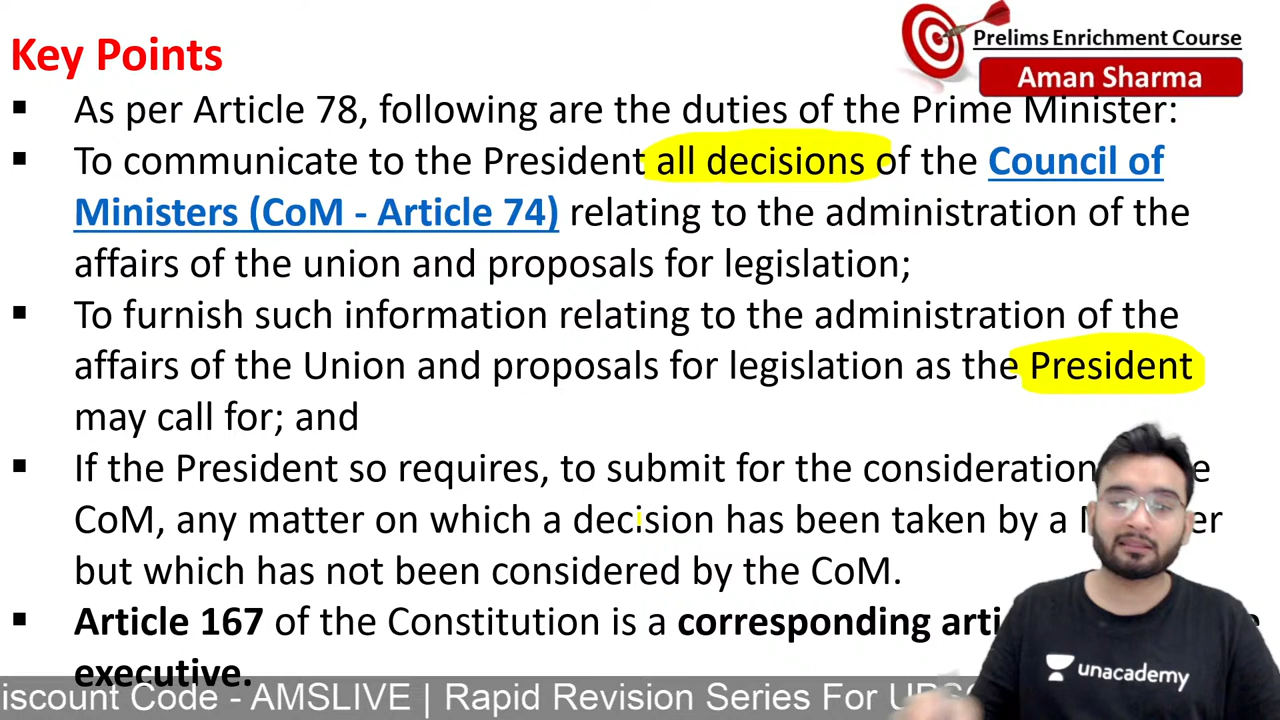 Prelims Enrichment Course
Aman Sharma
Key Points
▪ As per Article 78, following are the duties of the Prime Minister:
▪ To communicate to the President all decisions of the Council of
Ministers (CoM - Article 74) relating to the administration of the
affairs of the union and proposals for legislation;
▪ To furnish such information relating to the administration of the
affairs of the Union and proposals for legislation as the President
may call for; and
▪ If the President so requires, to submit for the consideration
CoM, any matter on which a decision has been taken by a
but which has not been considered by the CoM.
▪ Article 167 of the Constitution is a corresponding
executive.
unacademy
iscount Code - AMSLIVE | Rapid Revision Series For